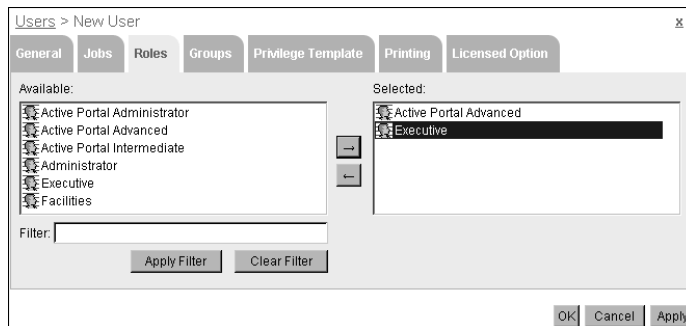 Users > New User x
General Jobs Roles Groups Privilege Template Printing Licensed Option
Available: Selected:
Active Portal Administrator
Active Portal Advanced
Active Portal Intermediate
Administrator
Executive
Facilities
Active Portal Advanced
Executive
→
←
Filter:
Apply Filter Clear Filter
OK Cancel Apply